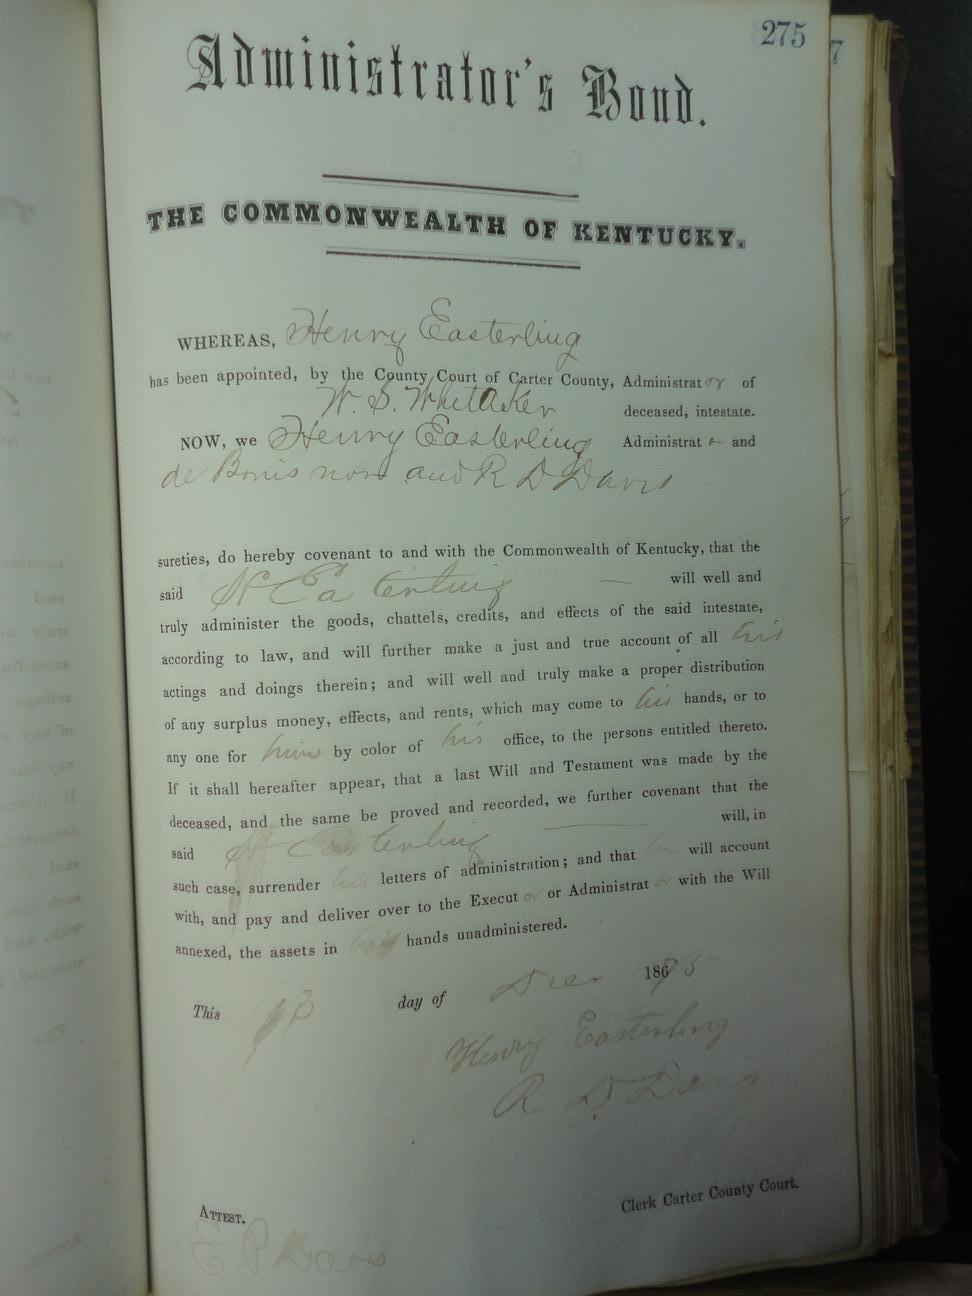 275
7
Administrator's Bond.
THE COMMONWEALTH OF KENTUCKY.
WHEREAS, Henry Easterling
has been appointed, by the County Court of Carter County, Administrator of
W. S. Whitaker deceased, intestate.
NOW, we Henry Easterling Administrat and
de Bonis non and R D Davis
sureties, do hereby covenant to and with the Commonwealth of Kentucky, that the
said H Easterling will well and
truly administer the goods, chattels, credits, and effects of the said intestate,
according to law, and will further make a just and true account of all his
actings and doings therein; and will well and truly make a proper distribution
of any surplus money, effects, and rents, which may come to his hands, or to
any one for him by color of his office, to the persons entitled thereto.
If it shall hereafter appear, that a last Will and Testament was made by the
deceased, and the same be proved and recorded, we further covenant that the
said H Easterling will, in
such case, surrender his letters of administration; and that he will account
with, and pay and deliver over to the Executor or Administrator with the Will
annexed, the assets in his hands unadministered.
This 13 day of 1875
Henry Easterling
R D Davis
ATTEST. Clerk Carter County Court.